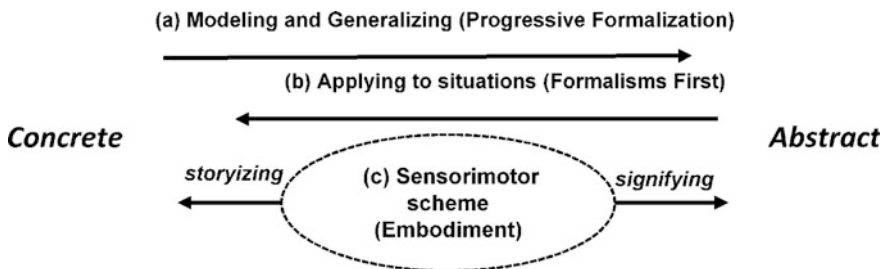 (a) Modeling and Generalizing (Progressive Formalization)
(b) Applying to situations (Formalisms First)
Concrete
Abstract
storyizing
(c) Sensorimotor
scheme
(Embodiment)
signifying